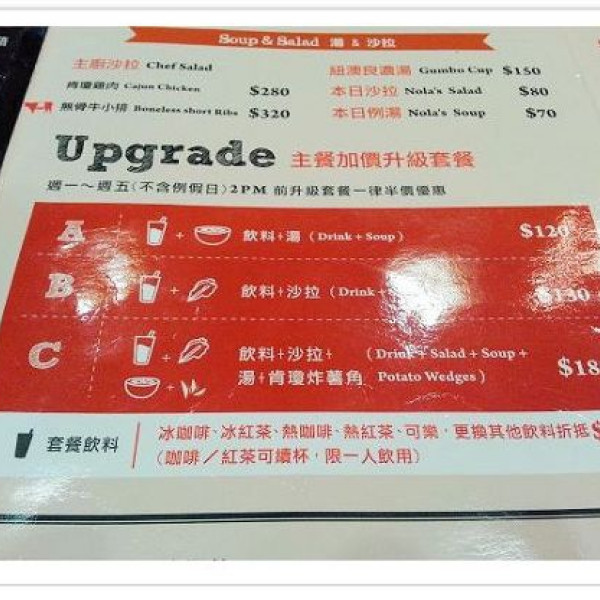 Soup & Salad 湯 & 沙拉
主廚沙拉 Chef Salad
肯瓊雞肉 Cajun Chicken $280
無骨牛小排 Boneless short Ribs $320
紐澳良濃湯 Gumbo Cup $150
本日沙拉 Nola's Salad $80
本日例湯 Nola's Soup $70
Upgrade 主餐加價升級套餐
週一～週五(不含例假日)2PM 前升級套餐一律半價優惠
A 飲料+湯 (Drink + Soup) $120
B 飲料+沙拉 (Drink + $130
C 飲料+沙拉+ (Drink + Salad + Soup +
湯+肯瓊炸薯角 Potato Wedges) $18
套餐飲料 冰咖啡、冰紅茶、熱咖啡、熱紅茶、可樂，更換其他飲料折抵$
(咖啡／紅茶可續杯，限一人飲用)